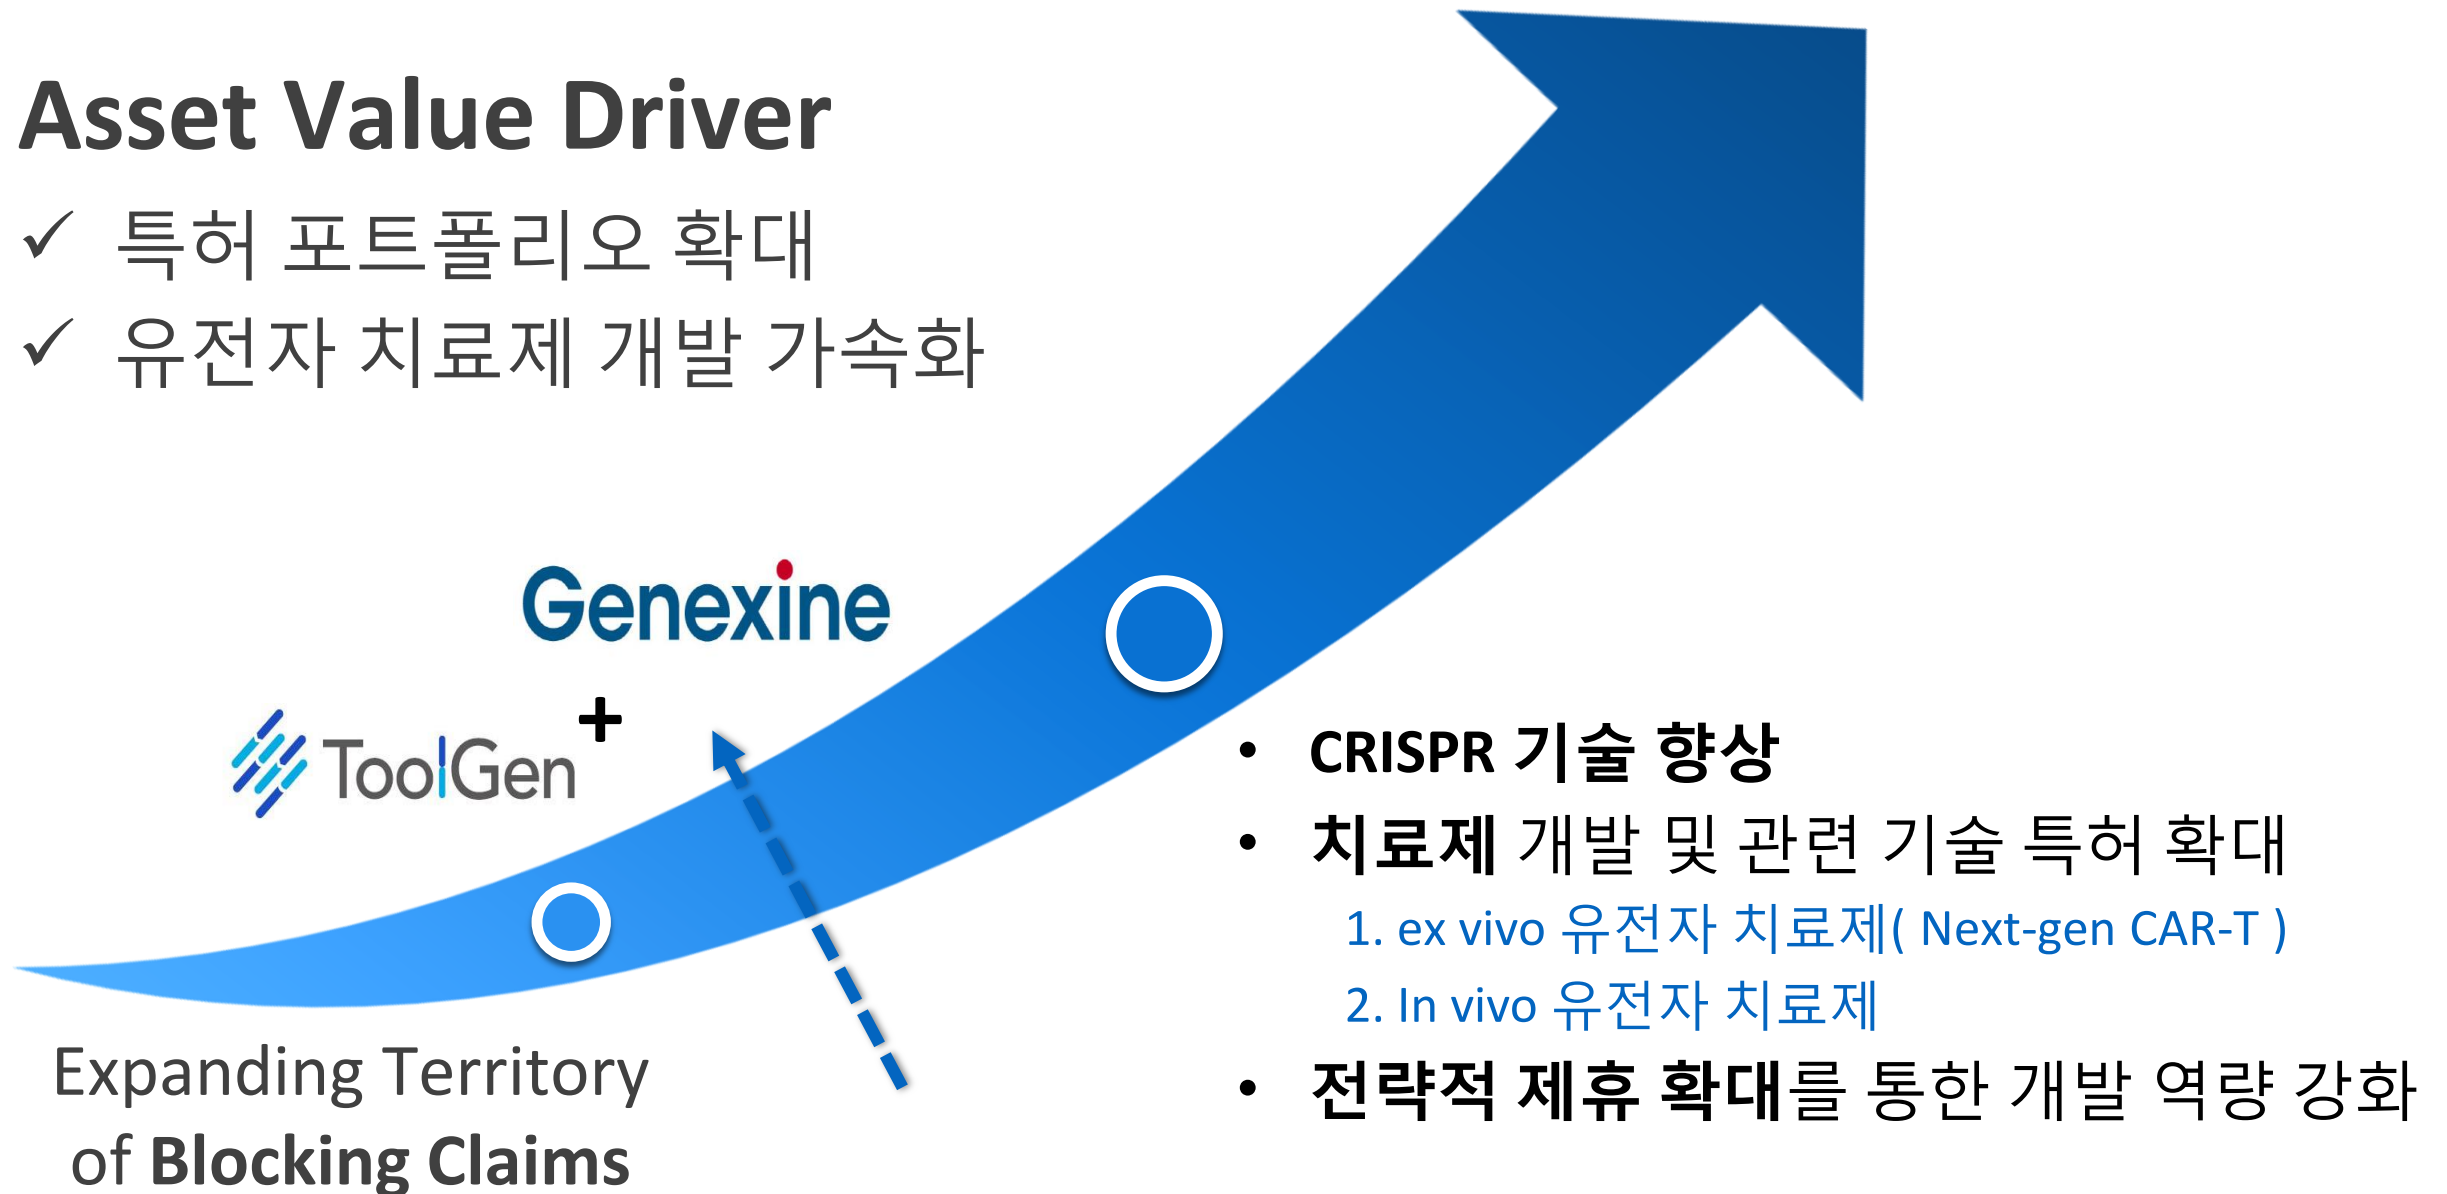 Asset Value Driver
✓ 특허 포트폴리오 확대
✓ 유전자 치료제 개발 가속화
Genexine
+
ToolGen
Expanding Territory
of Blocking Claims
• CRISPR 기술 향상
• 치료제 개발 및 관련 기술 특허 확대
1. ex vivo 유전자 치료제( Next-gen CAR-T )
2. In vivo 유전자 치료제
• 전략적 제휴 확대를 통한 개발 역량 강화